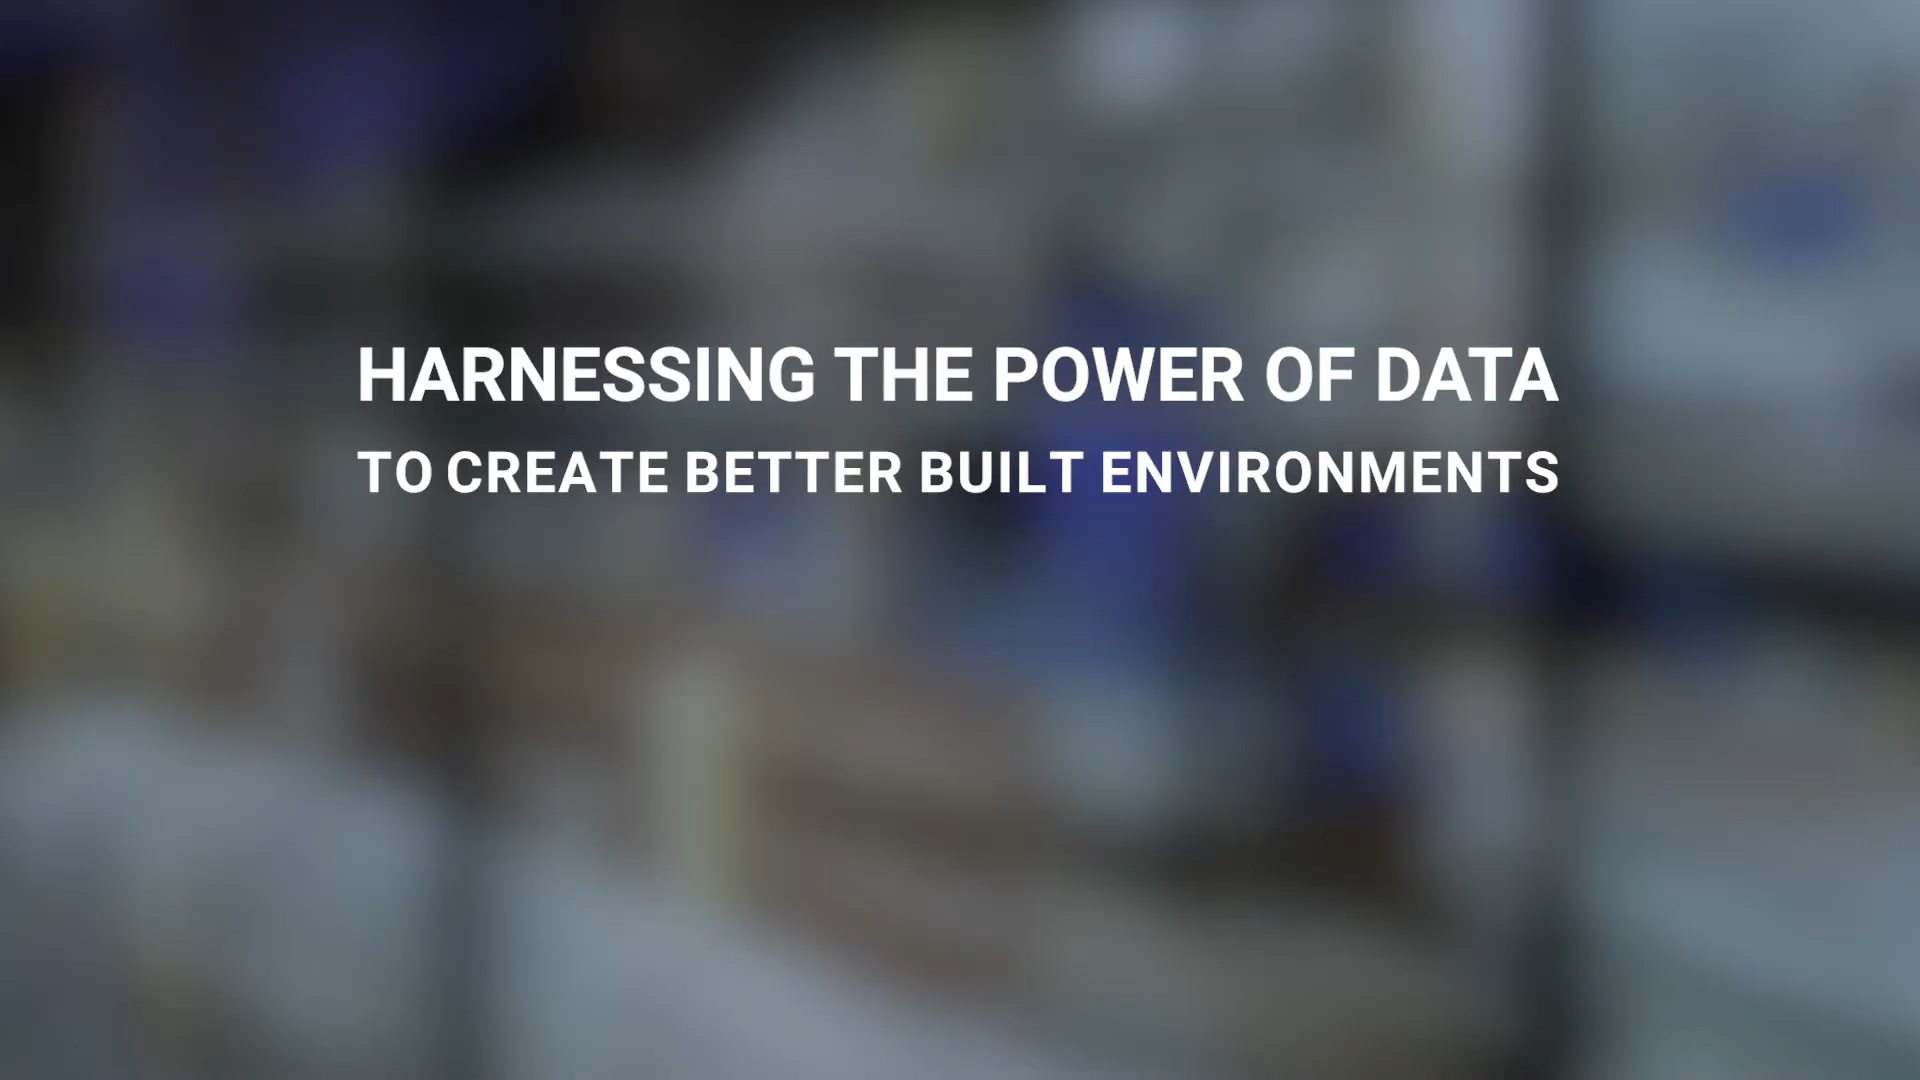 HARNESSING THE POWER OF DATA
TO CREATE BETTER BUILT ENVIRONMENTS